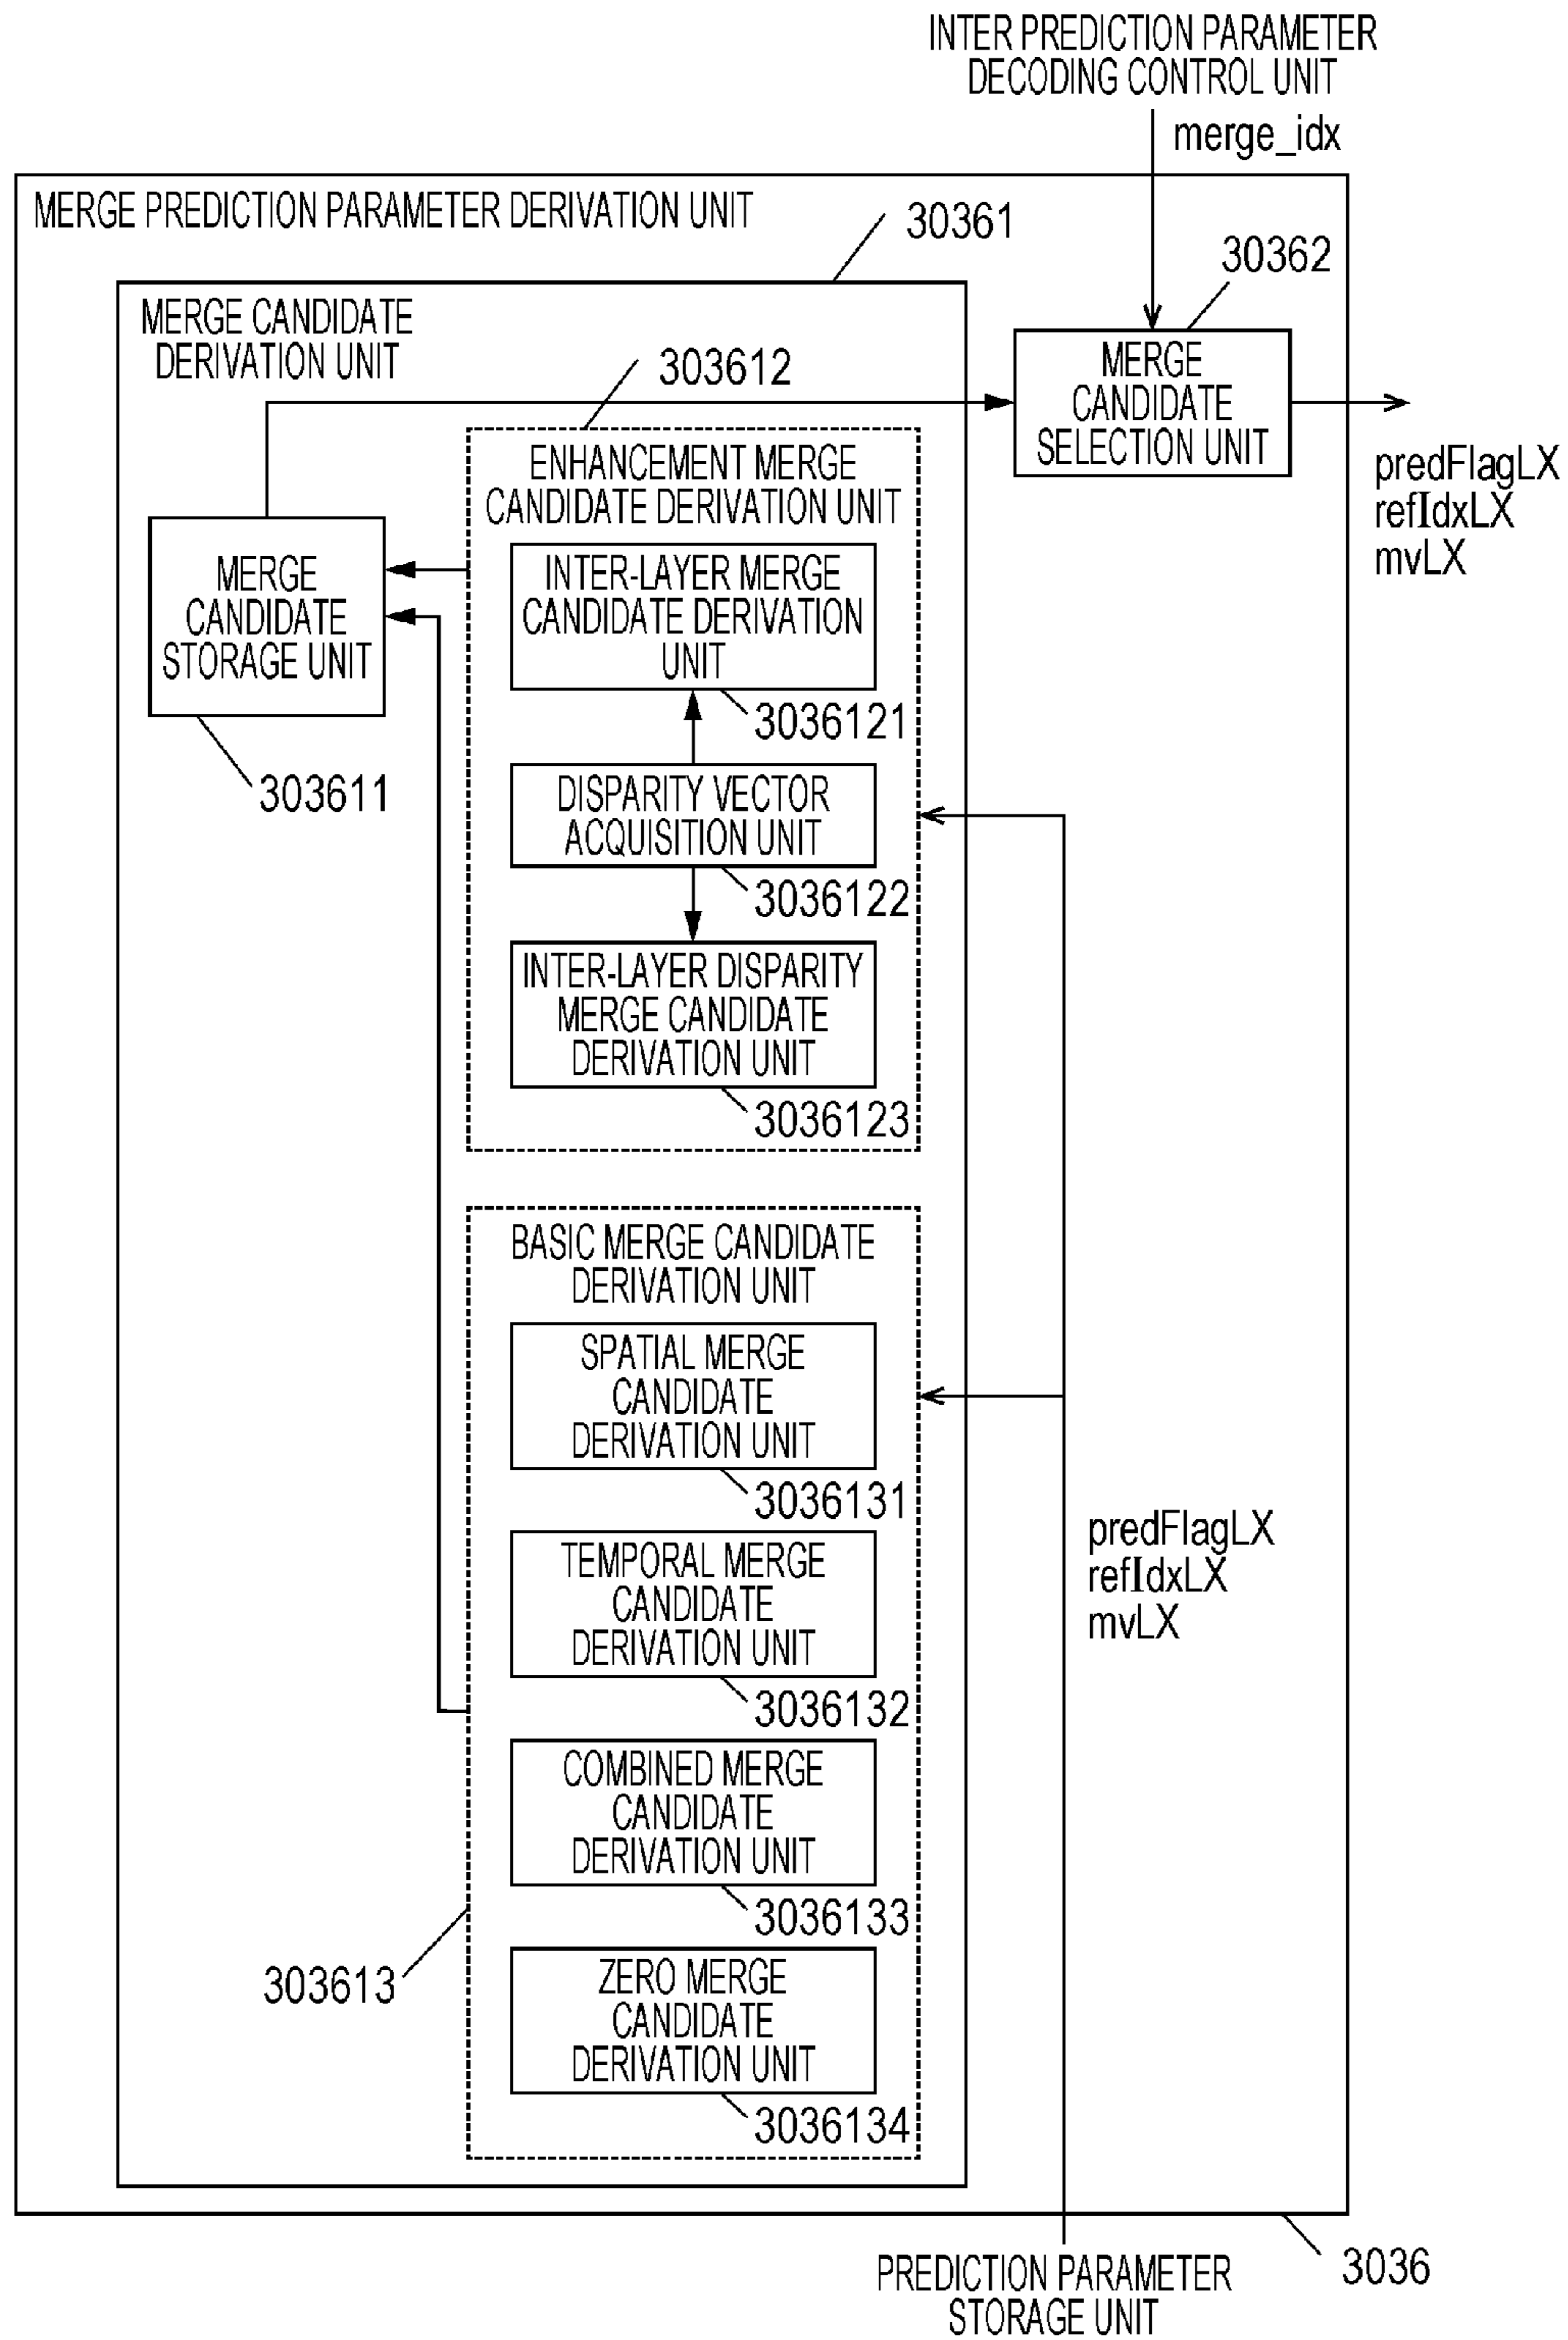 INTER PREDICTION PARAMETER
DECODING CONTROL UNIT
merge_idx
MERGE PREDICTION PARAMETER DERIVATION UNIT
30361
30362
MERGE CANDIDATE
DERIVATION UNIT
MERGE
CANDIDATE
SELECTION UNIT
303612
predFlagLX
refIdxLX
mvLX
ENHANCEMENT MERGE
CANDIDATE DERIVATION UNIT
MERGE
CANDIDATE
STORAGE UNIT
303611
INTER-LAYER MERGE
CANDIDATE DERIVATION
UNIT
3036121
DISPARITY VECTOR
ACQUISITION UNIT
3036122
INTER-LAYER DISPARITY
MERGE CANDIDATE
DERIVATION UNIT
3036123
BASIC MERGE CANDIDATE
DERIVATION UNIT
SPATIAL MERGE
CANDIDATE
DERIVATION UNIT
3036131
predFlagLX
refIdxLX
mvLX
TEMPORAL MERGE
CANDIDATE
DERIVATION UNIT
3036132
COMBINED MERGE
CANDIDATE
DERIVATION UNIT
3036133
303613
ZERO MERGE
CANDIDATE
DERIVATION UNIT
3036134
3036
PREDICTION PARAMETER
STORAGE UNIT